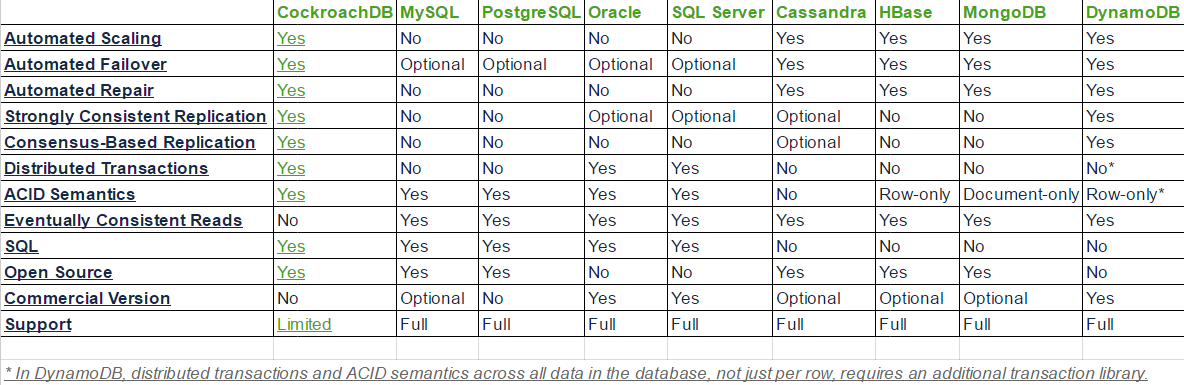 CockroachDB MySQL PostgreSQL Oracle SQL Server Cassandra HBase MongoDB DynamoDB
Automated Scaling Yes No No No No Yes Yes Yes Yes
Automated Failover Yes Optional Optional Optional Optional Yes Yes Yes Yes
Automated Repair Yes No No No No Yes Yes Yes Yes
Strongly Consistent Replication Yes No No Optional Optional Optional No No Yes
Consensus-Based Replication Yes No No No No Optional No No Yes
Distributed Transactions Yes No No Yes Yes No No No No*
ACID Semantics Yes Yes Yes Yes Yes No Row-only Document-only Row-only*
Eventually Consistent Reads No Yes Yes Yes Yes Yes Yes Yes Yes
SQL Yes Yes Yes Yes Yes No No No No
Open Source Yes Yes Yes No No Yes Yes Yes No
Commercial Version No Optional No Yes Yes Optional Optional Optional Yes
Support Limited Full Full Full Full Full Full Full Full
* In DynamoDB, distributed transactions and ACID semantics across all data in the database, not just per row, requires an additional transaction library.